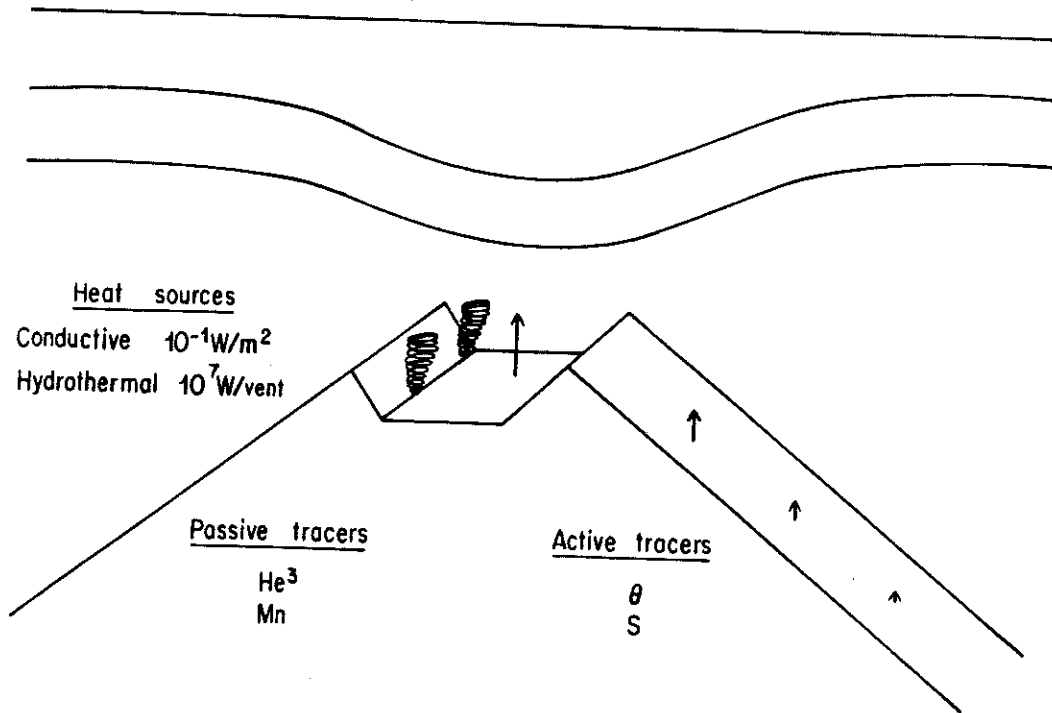 Heat sources
Conductive 10⁻¹W/m²
Hydrothermal 10⁷W/vent
Passive tracers
He³
Mn
Active tracers
θ
S